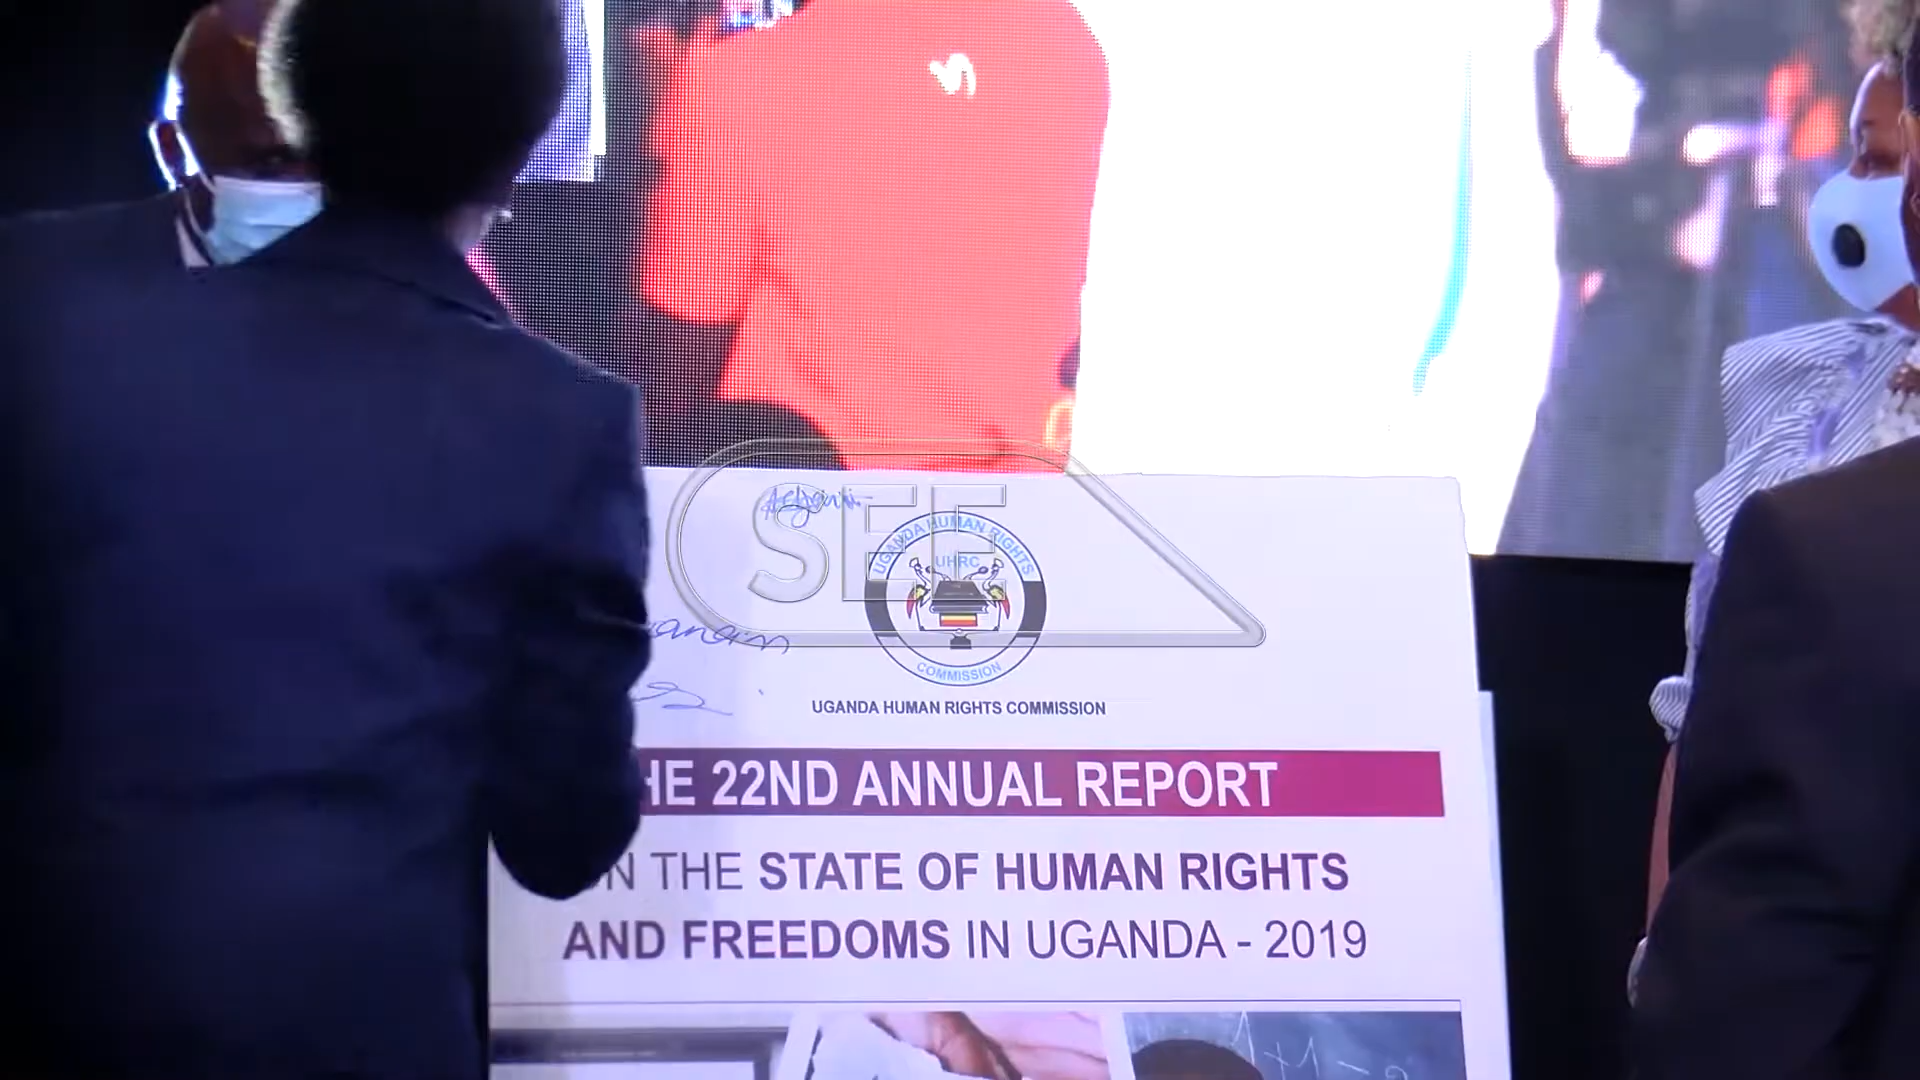 SEE
UGANDA HUMAN RIGHTS
UHRC
COMMISSION
UGANDA HUMAN RIGHTS COMMISSION
HE 22ND ANNUAL REPORT
N THE STATE OF HUMAN RIGHTS
AND FREEDOMS IN UGANDA - 2019